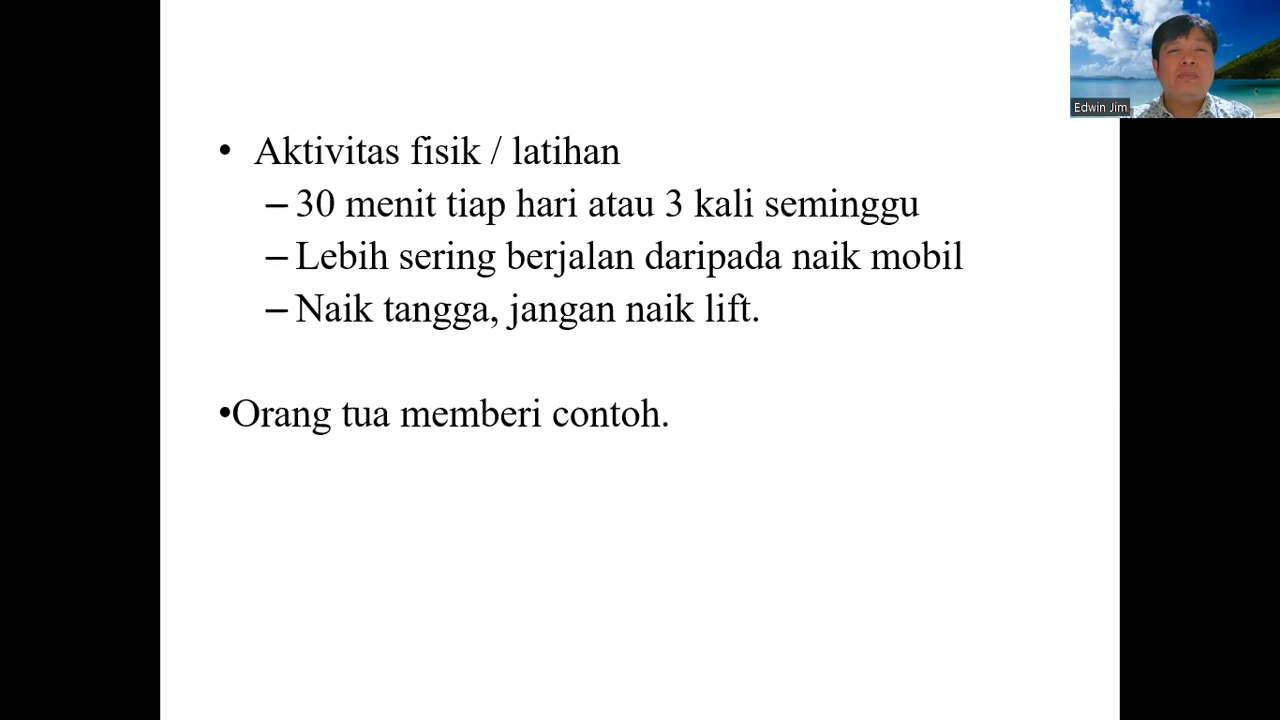 Edwin Jim
• Aktivitas fisik / latihan
– 30 menit tiap hari atau 3 kali seminggu
– Lebih sering berjalan daripada naik mobil
– Naik tangga, jangan naik lift.
•Orang tua memberi contoh.